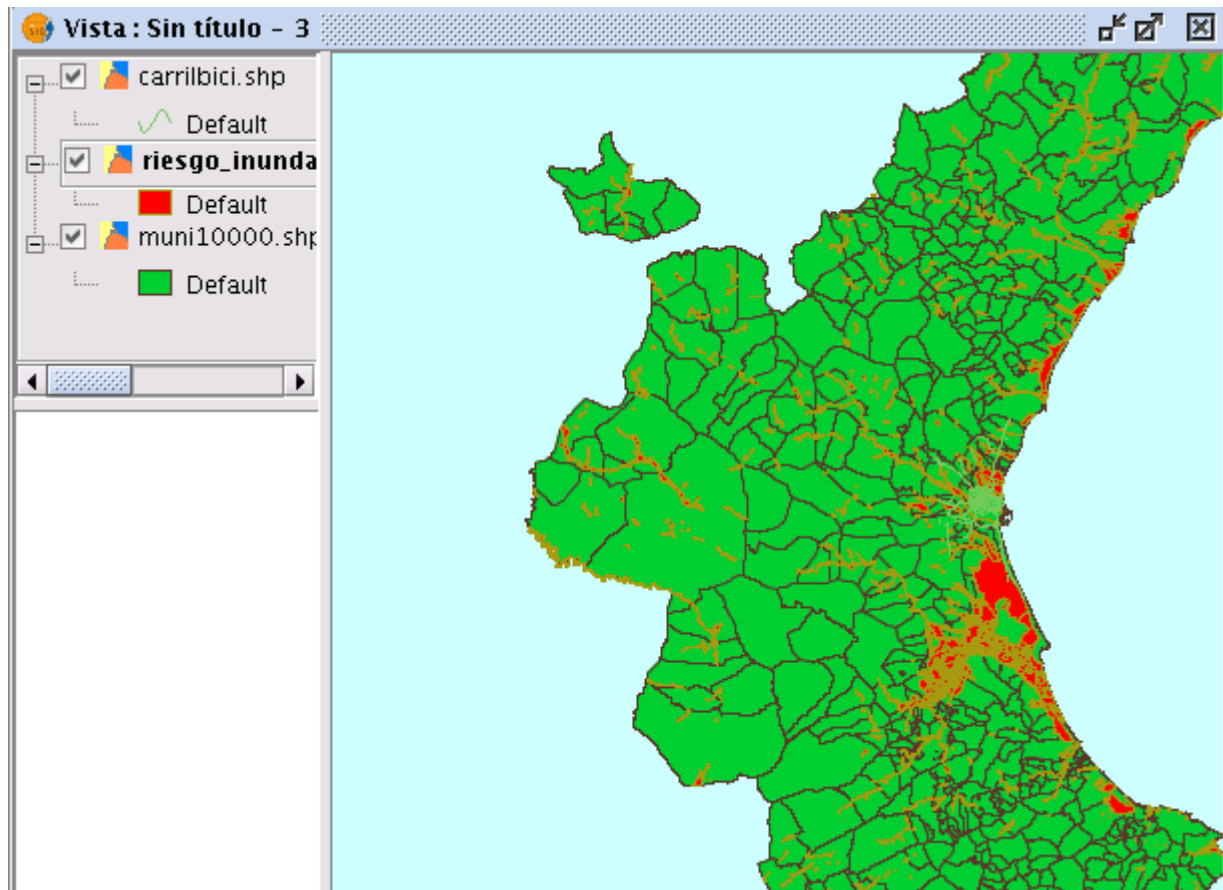 Vista : Sin título - 3
carrilbici.shp
Default
riesgo_inunda
Default
muni10000.shp
Default